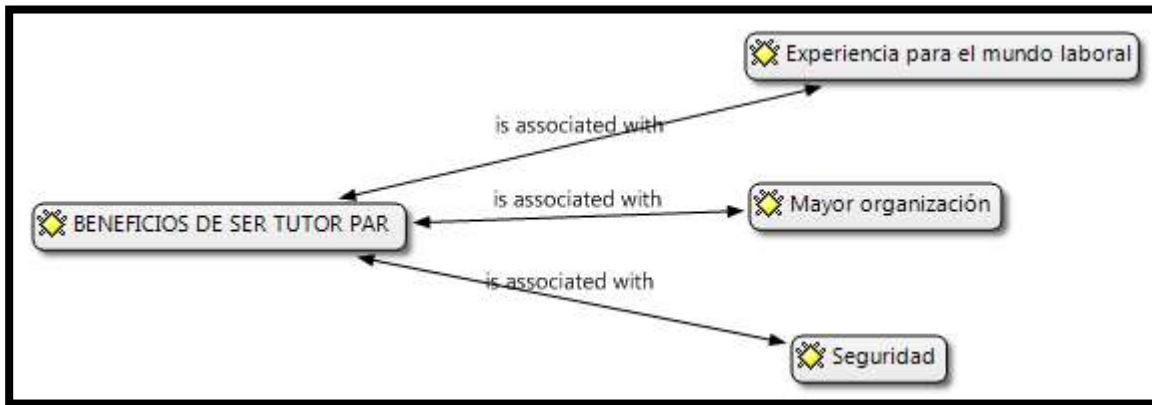 Experiencia para el mundo laboral
is associated with
is associated with
Mayor organización
BENEFICIOS DE SER TUTOR PAR
is associated with
Seguridad